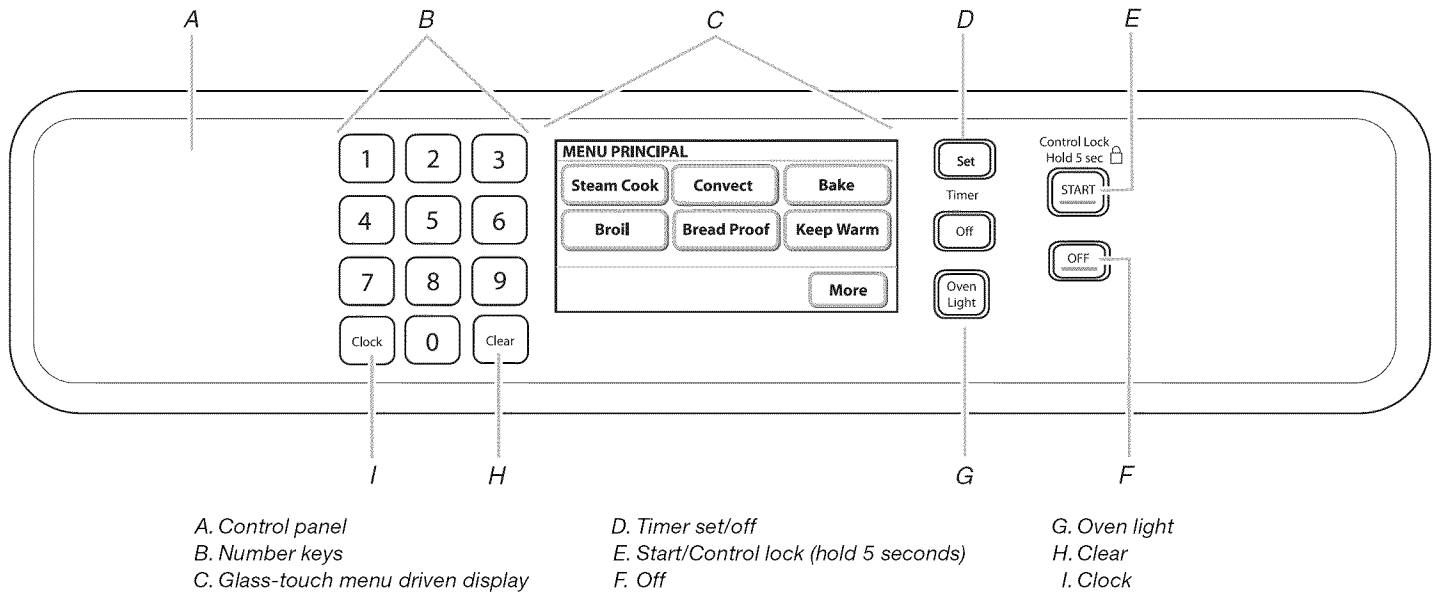 A B C D E
1 2 3
4 5 6
7 8 9
Clock 0 Clear
MENU PRINCIPAL
Steam Cook Convect Bake
Broil Bread Proof Keep Warm
More
Set
Timer
Off
Oven
Light
Control Lock
Hold 5 sec
START
OFF
I H G F
A. Control panel
B. Number keys
C. Glass-touch menu driven display
D. Timer set/off
E. Start/Control lock (hold 5 seconds)
F. Off
G. Oven light
H. Clear
I. Clock